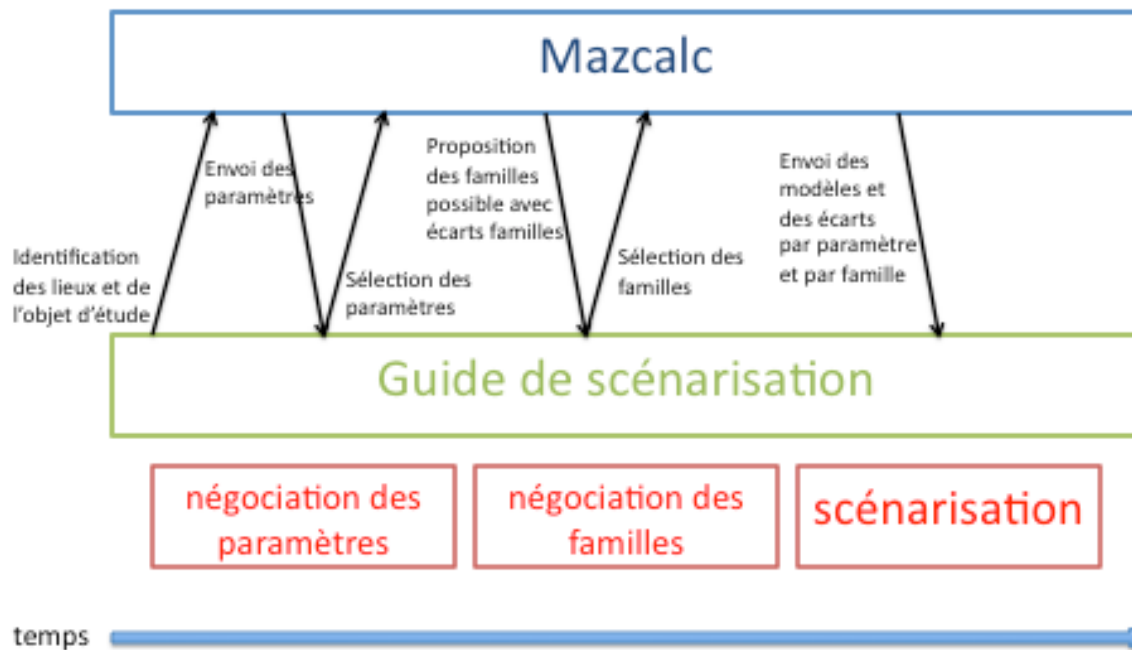 Mazcalc
Envoi des
paramètres
Identification
des lieux et de
l'objet d'étude
Sélection des
paramètres
Proposition
des familles
possible avec
écarts familles
Sélection des
familles
Envoi des
modèles et
des écarts
par paramètre
et par famille
Guide de scénarisation
négociation des
paramètres
négociation des
familles
scénarisation
temps